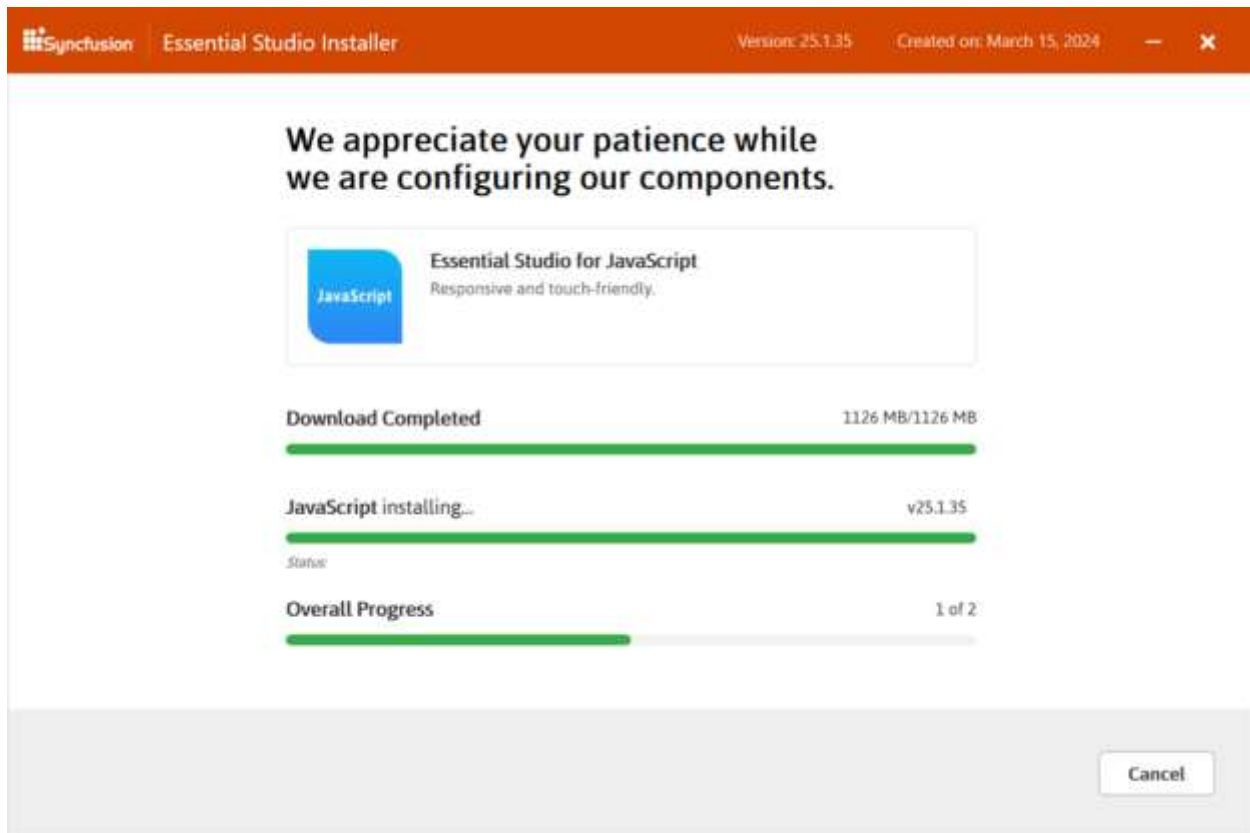 Syncfusion Essential Studio Installer Version: 25.1.35 Created on: March 15, 2024
We appreciate your patience while
we are configuring our components.
JavaScript
Essential Studio for JavaScript
Responsive and touch-friendly.
Download Completed 1126 MB/1126 MB
JavaScript installing... v25.1.35
Status:
Overall Progress 1 of 2
Cancel